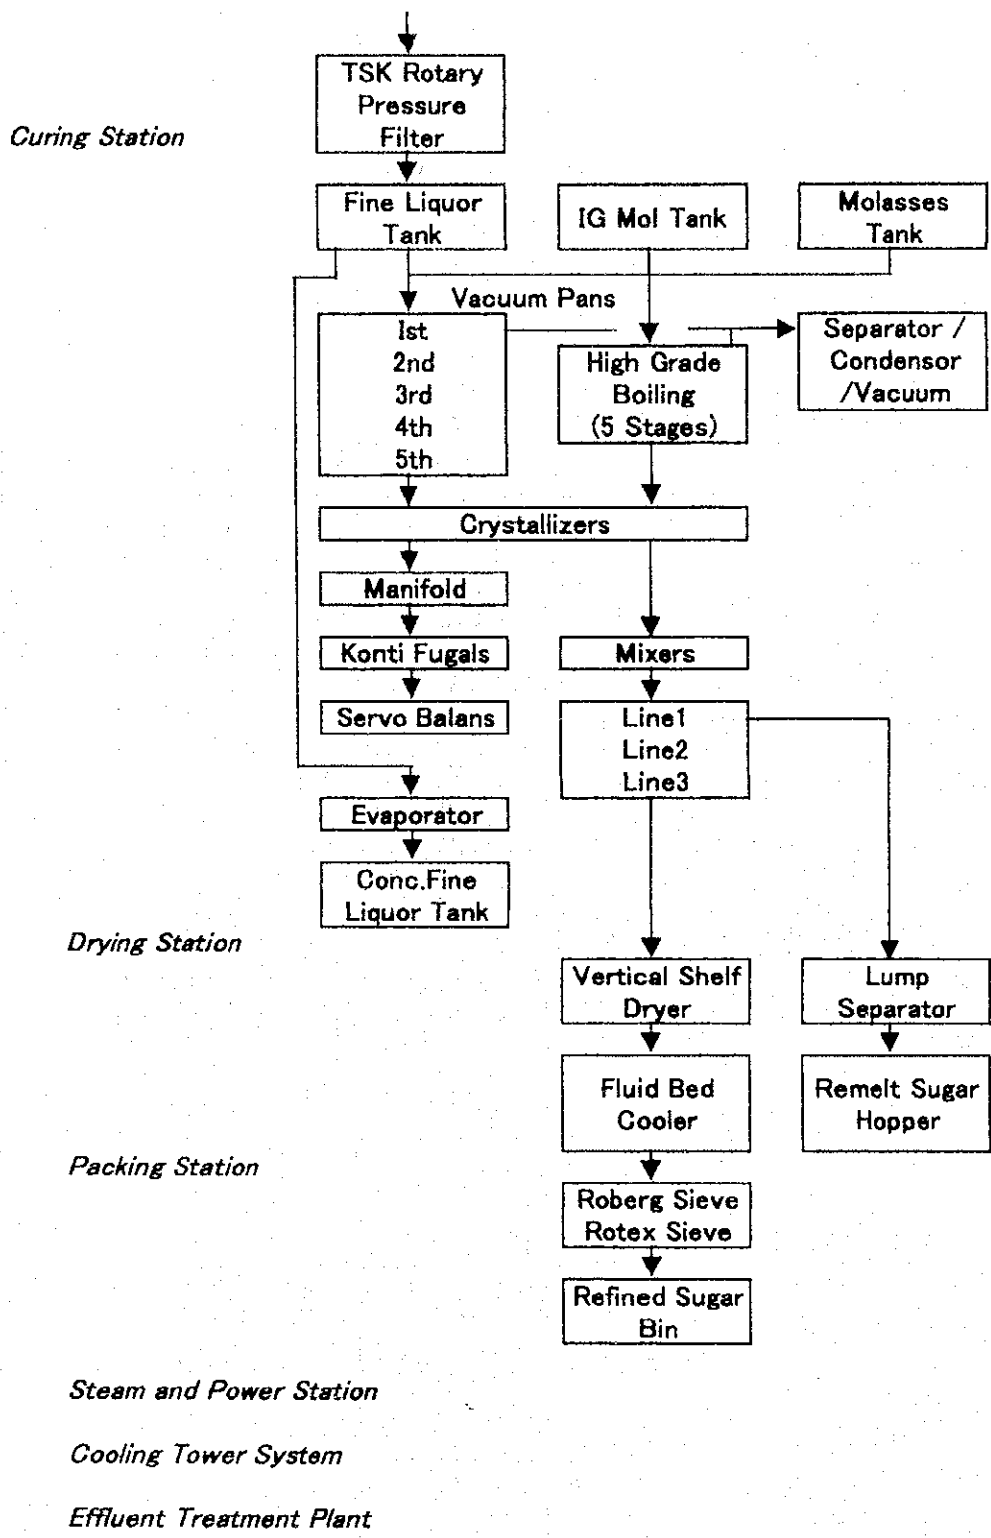 TSK Rotary
Pressure
Filter
Curing Station
Fine Liquor
Tank
IG Mol Tank
Molasses
Tank
Vacuum Pans
1st
2nd
3rd
4th
5th
High Grade
Boiling
(5 Stages)
Separator /
Condensor
/Vacuum
Crystallizers
Manifold
Konti Fugals
Mixers
Servo Balans
Line1
Line2
Line3
Evaporator
Conc.Fine
Liquor Tank
Drying Station
Vertical Shelf
Dryer
Lump
Separator
Fluid Bed
Cooler
Remelt Sugar
Hopper
Packing Station
Roberg Sieve
Rotex Sieve
Refined Sugar
Bin
Steam and Power Station
Cooling Tower System
Effluent Treatment Plant